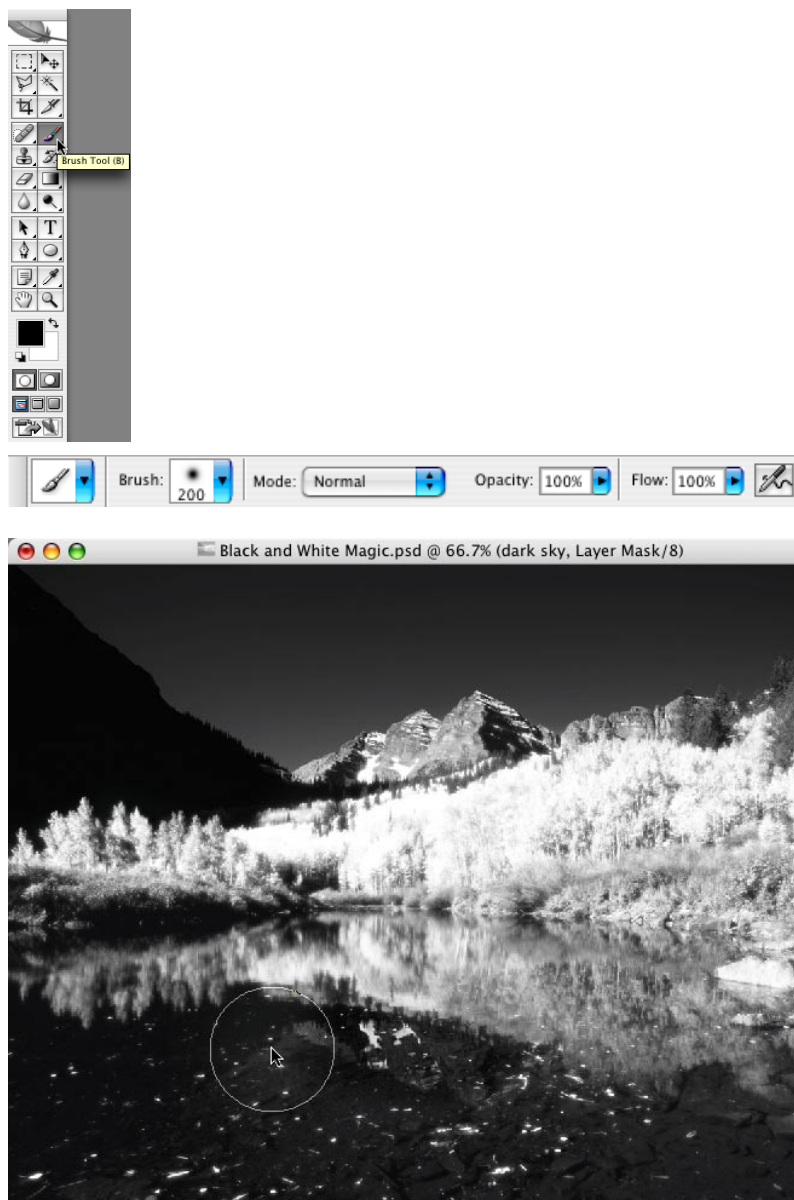 T
Brush Tool (B)
Brush: 200 Mode: Normal Opacity: 100% Flow: 100%
Black and White Magic.psd @ 66.7% (dark sky, Layer Mask/8)